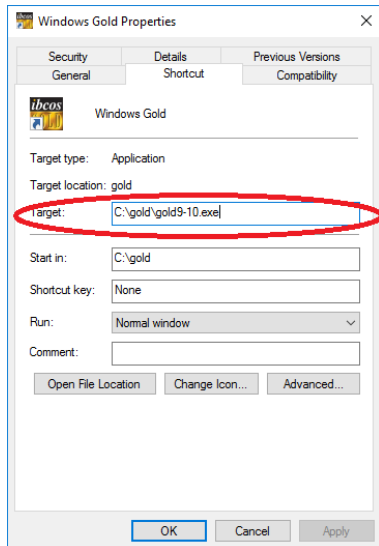 Windows Gold Properties
Security Details Previous Versions
General Shortcut Compatibility
ibcos
Windows Gold
Target type: Application
Target location: gold
Target: C:\gold\gold9-10.exe
Start in: C:\gold
Shortcut key: None
Run: Normal window
Comment:
Open File Location Change Icon... Advanced...
OK Cancel Apply